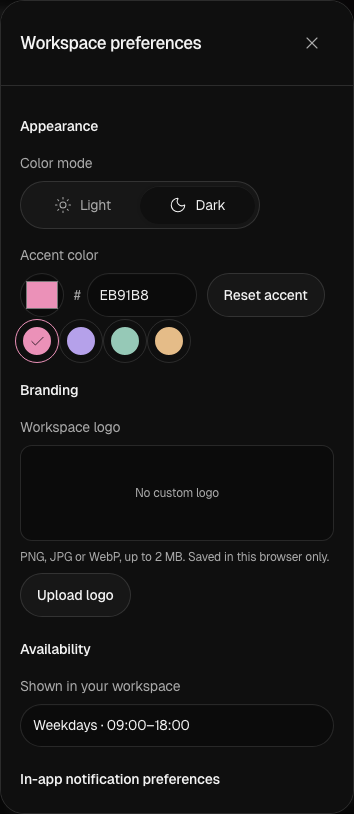 Workspace preferences
Appearance
Color mode
Light Dark
Accent color
# EB91B8 Reset accent
Branding
Workspace logo
No custom logo
PNG, JPG or WebP, up to 2 MB. Saved in this browser only.
Upload logo
Availability
Shown in your workspace
Weekdays · 09:00–18:00
In-app notification preferences